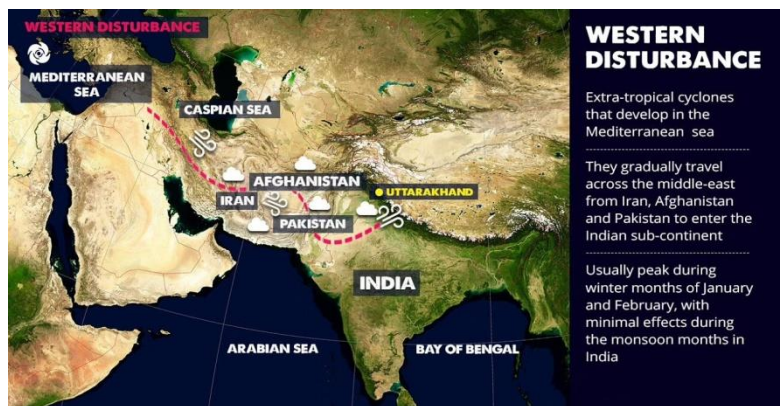 WESTERN DISTURBANCE
MEDITERRANEAN
SEA
CASPIAN SEA
AFGHANISTAN
IRAN
UTTARAKHAND
PAKISTAN
INDIA
ARABIAN SEA
BAY OF BENGAL
WESTERN
DISTURBANCE
Extra-tropical cyclones
that develop in the
Mediterranean sea
They gradually travel
across the middle-east
from Iran, Afghanistan
and Pakistan to enter the
Indian sub-continent
Usually peak during
winter months of January
and February, with
minimal effects during
the monsoon months in
India